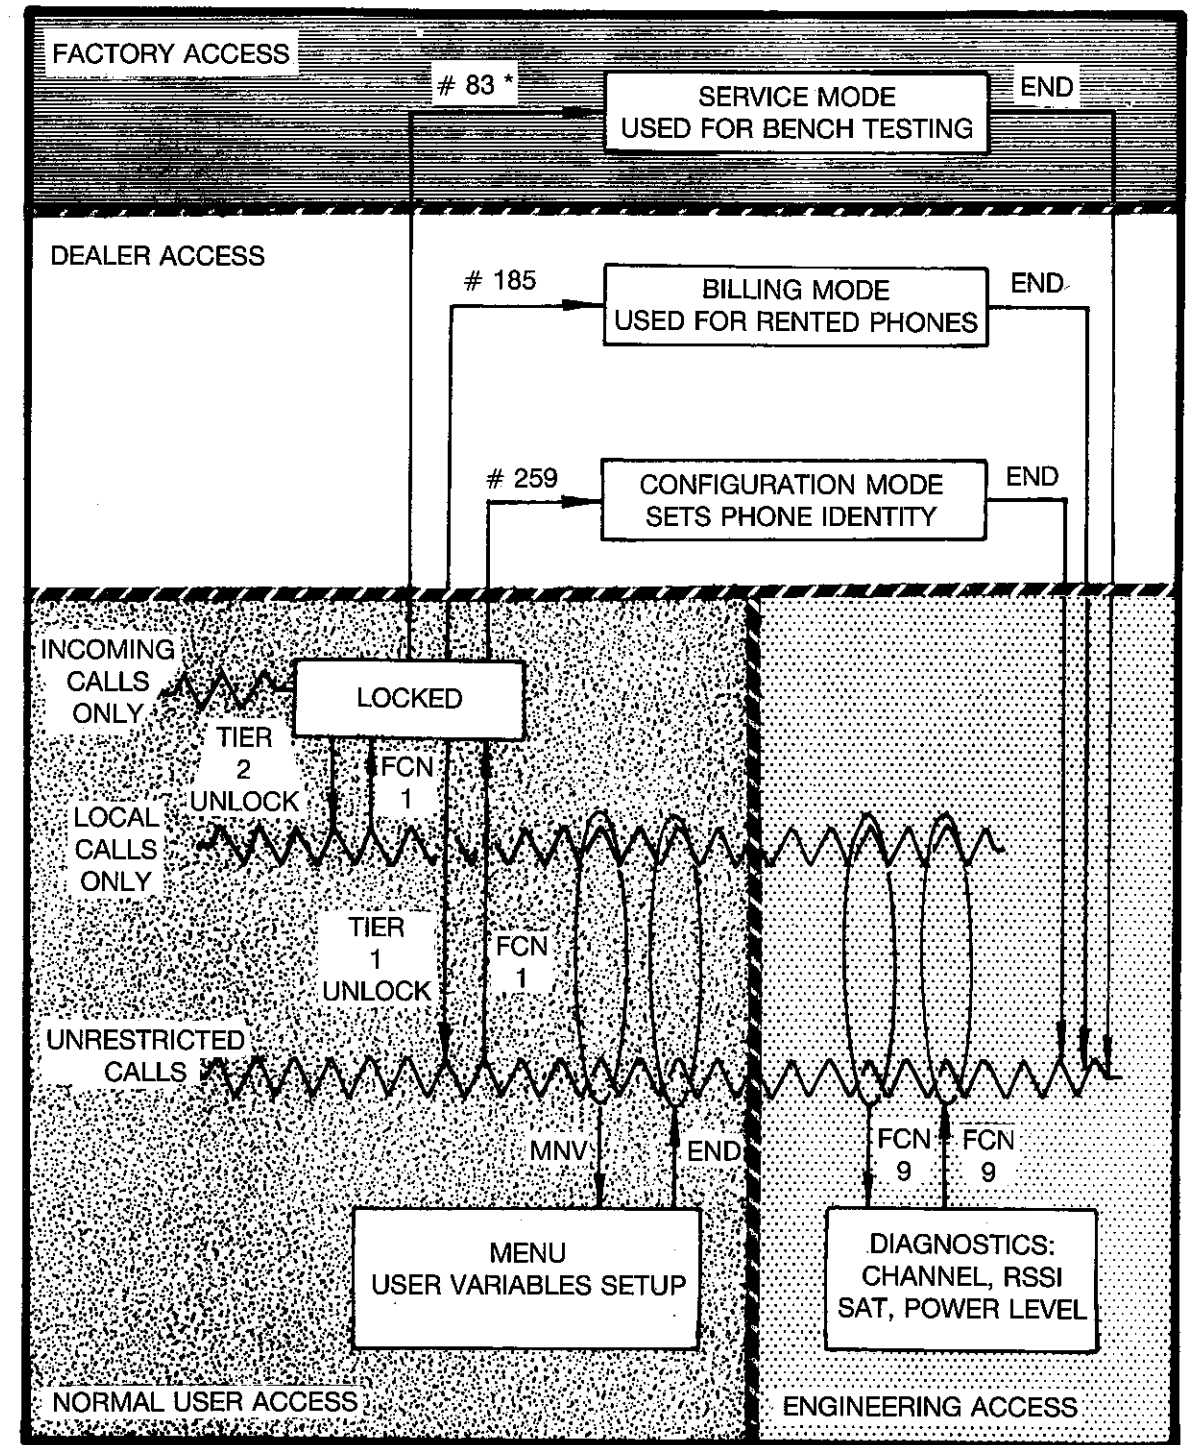 FACTORY ACCESS
# 83 *
SERVICE MODE
USED FOR BENCH TESTING
END
DEALER ACCESS
# 185
BILLING MODE
USED FOR RENTED PHONES
END
# 259
CONFIGURATION MODE
SETS PHONE IDENTITY
END
INCOMING
CALLS
ONLY
LOCKED
TIER
2
UNLOCK
FCN
1
LOCAL
CALLS
ONLY
TIER
1
UNLOCK
FCN
1
UNRESTRICTED
CALLS
MNV
END
FCN
9
FCN
9
MENU
USER VARIABLES SETUP
DIAGNOSTICS:
CHANNEL, RSSI
SAT, POWER LEVEL
NORMAL USER ACCESS
ENGINEERING ACCESS